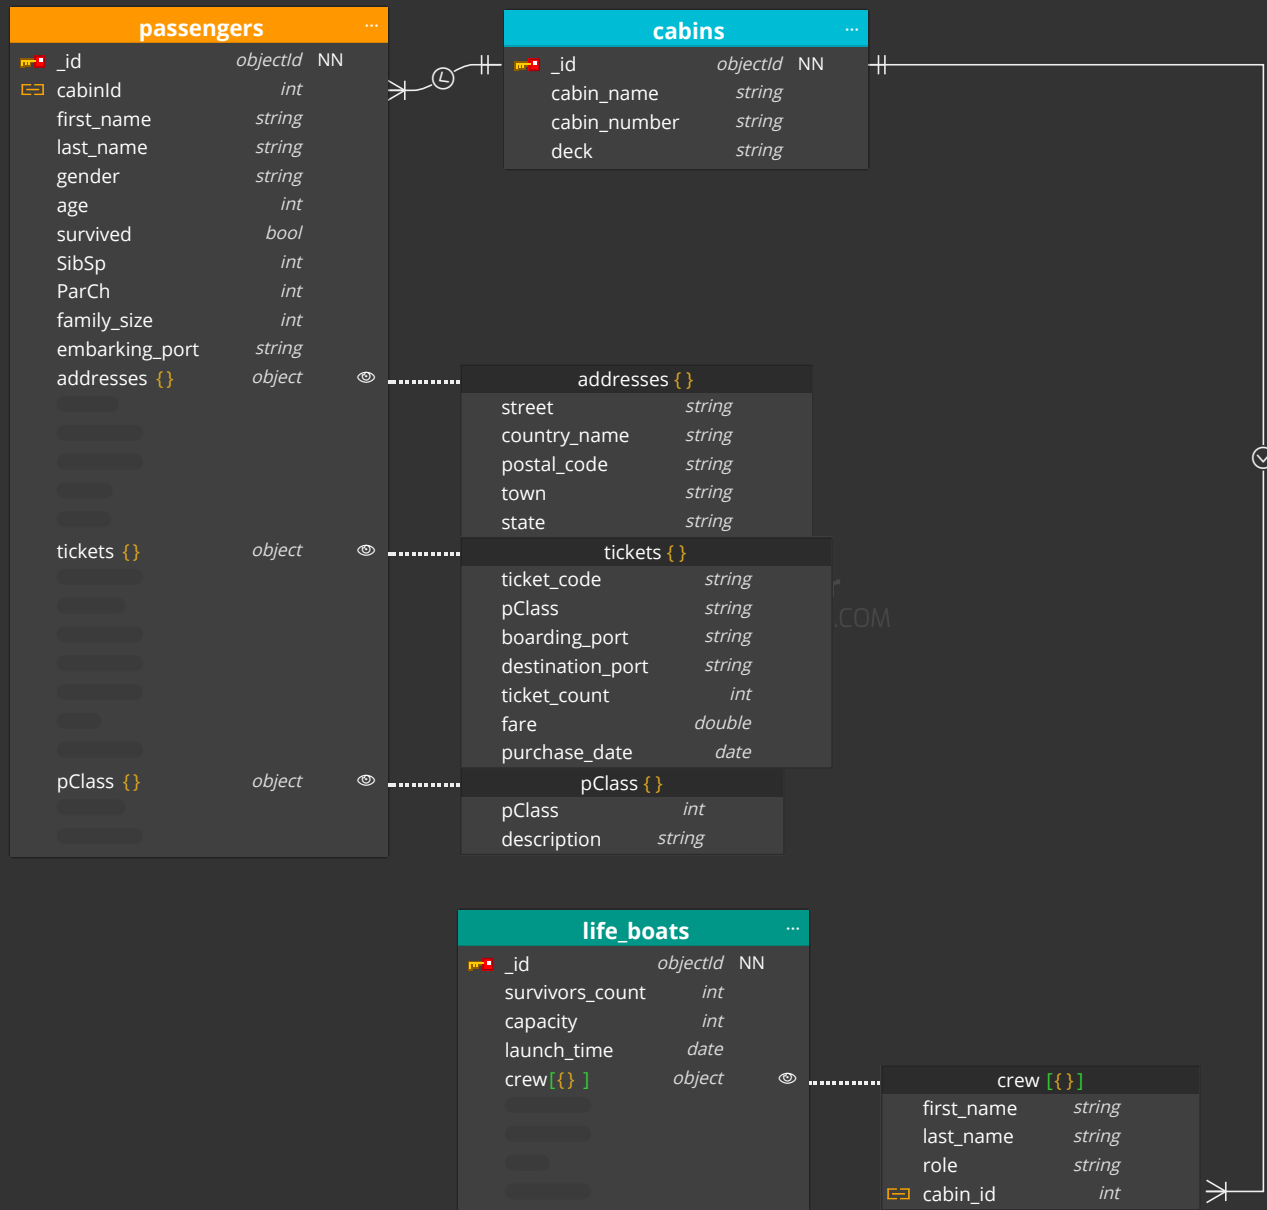 passengers ...
_id objectId NN
cabinId int
first_name string
last_name string
gender string
age int
survived bool
SibSp int
ParCh int
family_size int
embarking_port string
addresses {} object
tickets {} object
pClass {} object
cabins ...
_id objectId NN
cabin_name string
cabin_number string
deck string
addresses { }
street string
country_name string
postal_code string
town string
state string
tickets { }
ticket_code string
pClass string
boarding_port string
destination_port string
ticket_count int
fare double
purchase_date date
r
.COM
pClass { }
pClass int
description string
life_boats ...
_id objectId NN
survivors_count int
capacity int
launch_time date
crew[{} ] object
crew [{}]
first_name string
last_name string
role string
cabin_id int